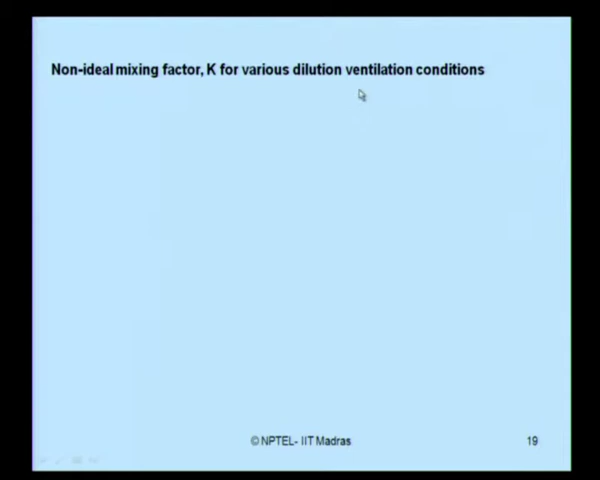 Non-ideal mixing factor, K for various dilution ventilation conditions
© NPTEL- IIT Madras
19